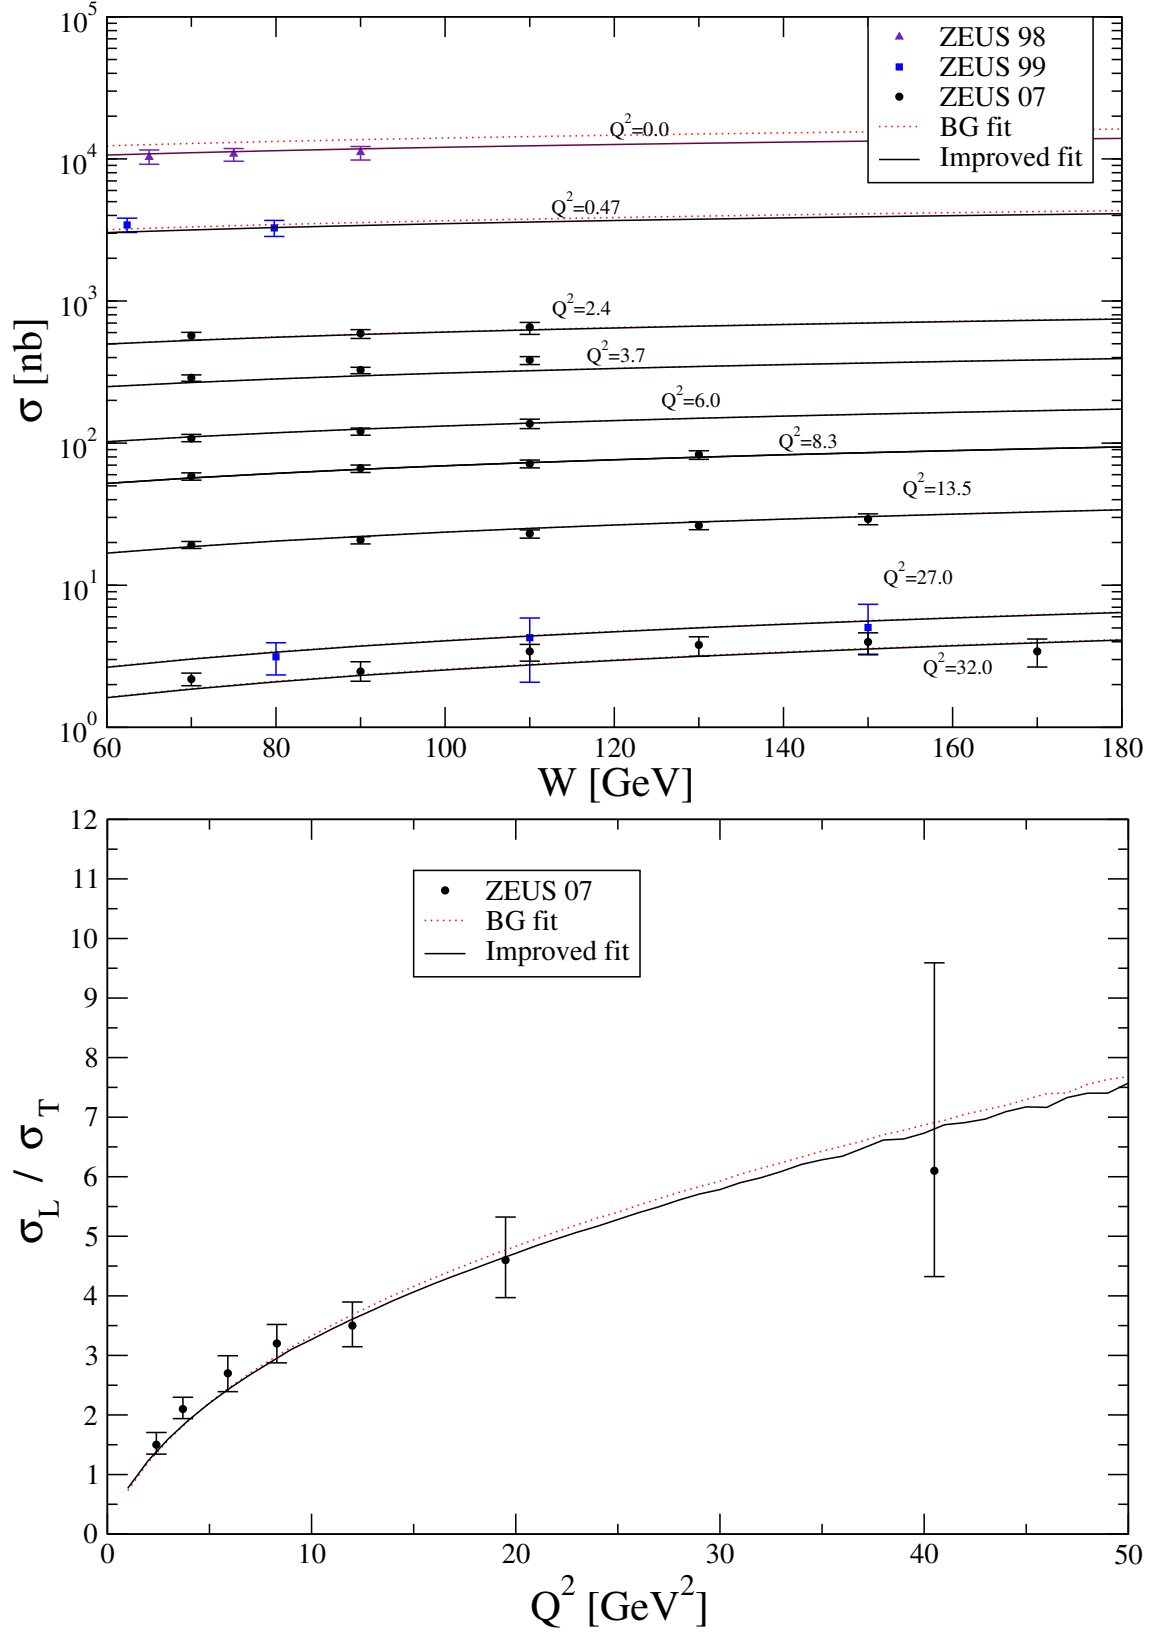 10^5
ZEUS 98
ZEUS 99
ZEUS 07
BG fit
Improved fit
Q^2=0.0
10^4
Q^2=0.47
10^3
Q^2=2.4
Q^2=3.7
σ [nb]
Q^2=6.0
10^2
Q^2=8.3
Q^2=13.5
10^1
Q^2=27.0
Q^2=32.0
10^0
60 80 100 120 140 160 180
W [GeV]
12
11
10
9
8
7
6
5
4
3
2
1
0
ZEUS 07
BG fit
Improved fit
σ_L / σ_T
0 10 20 30 40 50
Q^2 [GeV^2]